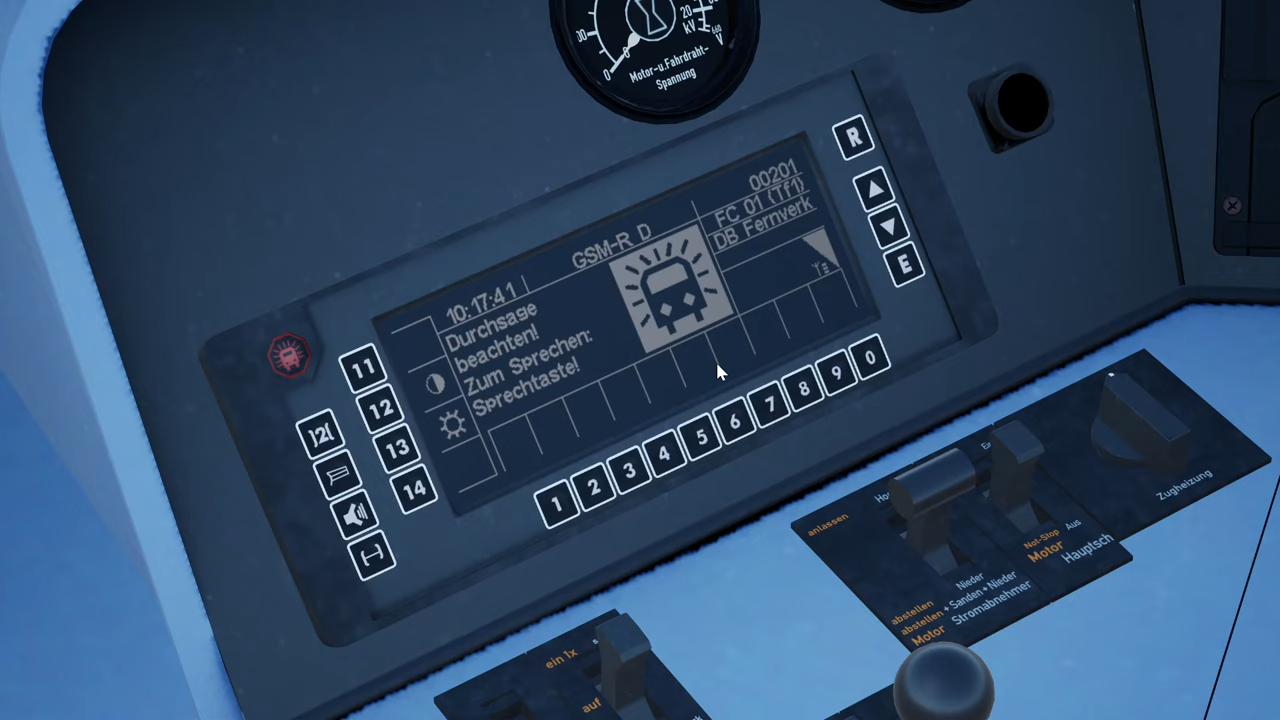 30
0
0
20
kV
V
Motor-u.Fahrdraht-
Spannung
R
E
00201
FC 01 (Tf1)
DB Fernverk
GSM-R D
10:17:41
Durchsage
beachten!
Zum Sprechen:
Sprechtaste!
11
12
13
14
1
2
3
4
5
6
7
8
9
0
anlassen
Aus
Not-Stop
Motor
Hauptsch
Zugheizung
Nieder
+ Sanden + Nieder
Stromabnehmer
abstellen
abstellen
Motor
ein 1x
auf